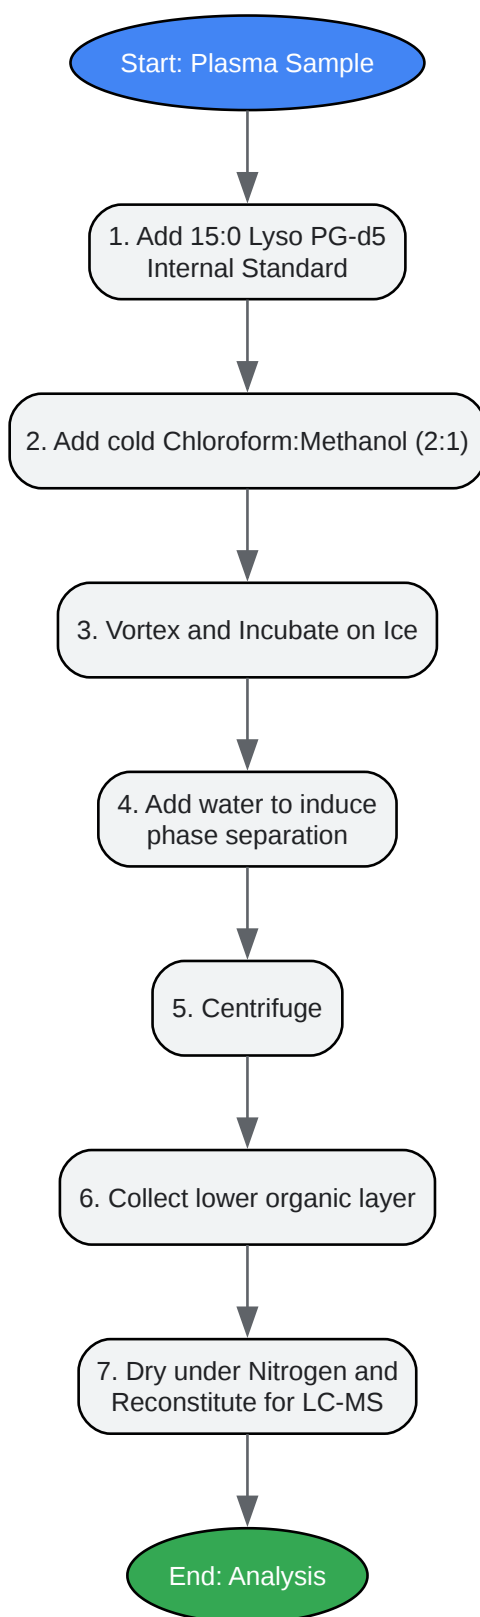 Start: Plasma Sample
1. Add 15:0 Lyso PG-d5
Internal Standard
2. Add cold Chloroform:Methanol (2:1)
3. Vortex and Incubate on Ice
4. Add water to induce
phase separation
5. Centrifuge
6. Collect lower organic layer
7. Dry under Nitrogen and
Reconstitute for LC-MS
End: Analysis